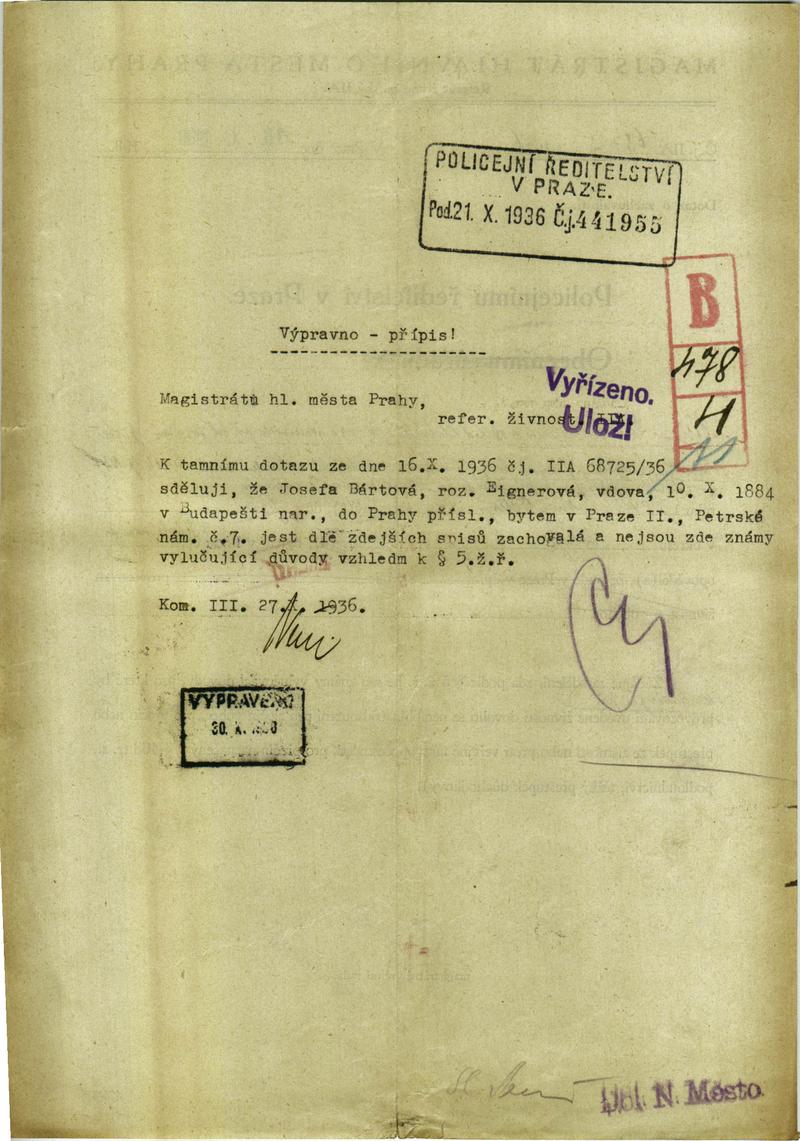 POLICEJNÍ ŘEDITELSTVÍ
V PRAZE.
Pod. 21. X. 1936 Č.j. 441955
B
Výpravno - přípis!
478
Vyřízeno.
Ulož!
4
Magistrátu hl. města Prahy,
refer. živnost.
K tamnímu dotazu ze dne 16.X. 1936 čj. IIA 68725/36
sděluji, že Josefa Bártová, roz. Eignerová, vdova, 10. X. 1884
v Budapešti nar., do Prahy přísl., bytem v Praze II., Petrské
nám. č.7. jest dle zdejších spisů zachovalá a nejsou zde známy
vylučující důvody vzhledm k § 5.ž.ř.
Kom. III. 27. 1936.
VYPRAVENO
30. X.
N. Město